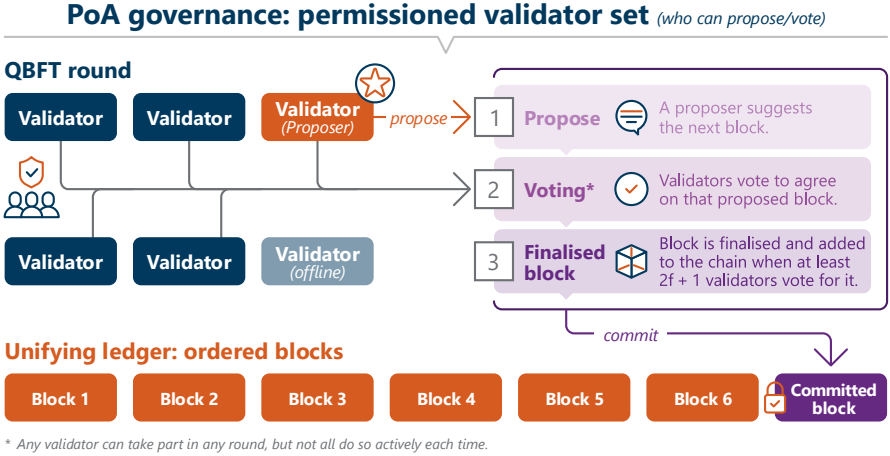 PoA governance: permissioned validator set (who can propose/vote)
QBFT round
Validator
Validator
Validator
(Proposer)
propose
1
Propose
A proposer suggests
the next block.
2
Voting*
Validators vote to agree
on that proposed block.
Validator
Validator
Validator
(offline)
3
Finalised
block
Block is finalised and added
to the chain when at least
2f + 1 validators vote for it.
commit
Unifying ledger: ordered blocks
Block 1
Block 2
Block 3
Block 4
Block 5
Block 6
Committed
block
* Any validator can take part in any round, but not all do so actively each time.